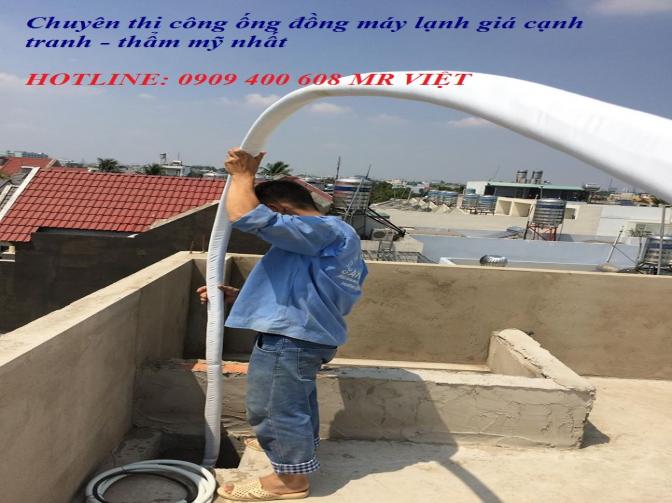 Chuyên thi công ống đồng máy lạnh giá cạnh
tranh - thẩm mỹ nhất
HOTLINE: 0909 400 608 MR VIỆT